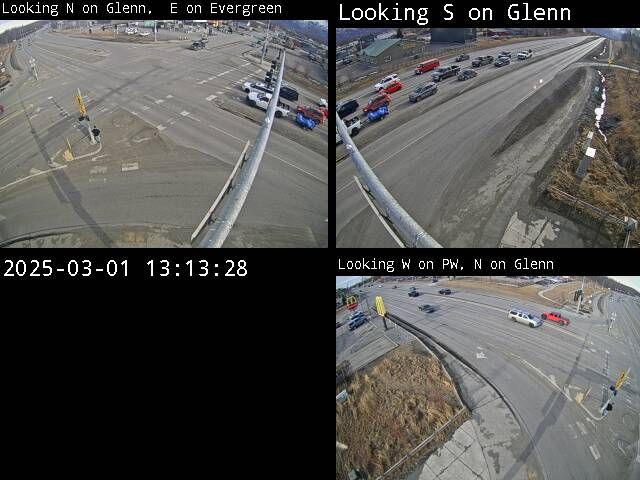 Looking N on Glenn, E on Evergreen
Looking S on Glenn
2025-03-01 13:13:28
Looking W on PW, N on Glenn